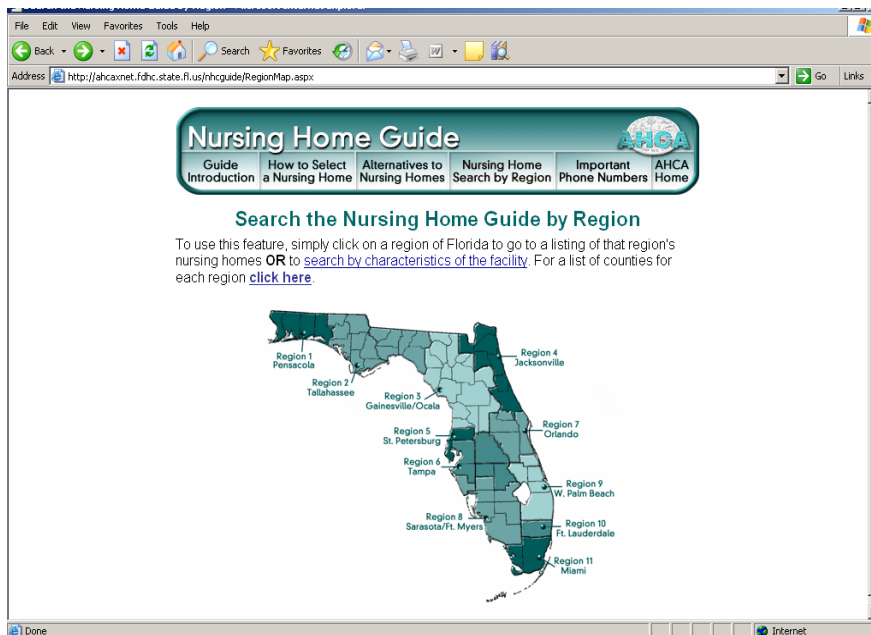 File Edit View Favorites Tools Help
Back Search Favorites
Address http://ahcaxnet.fdhc.state.fl.us/nhcguide/RegionMap.aspx Go Links
Nursing Home Guide AHCA
Guide Introduction How to Select a Nursing Home Alternatives to Nursing Homes Nursing Home Search by Region Important Phone Numbers AHCA Home
Search the Nursing Home Guide by Region
To use this feature, simply click on a region of Florida to go to a listing of that region's
nursing homes OR to search by characteristics of the facility. For a list of counties for
each region click here.
Region 1
Pensacola
Region 2
Tallahassee
Region 3
Gainesville/Ocala
Region 4
Jacksonville
Region 5
St. Petersburg
Region 6
Tampa
Region 7
Orlando
Region 8
Sarasota/Ft. Myers
Region 9
W. Palm Beach
Region 10
Ft. Lauderdale
Region 11
Miami
Done Internet